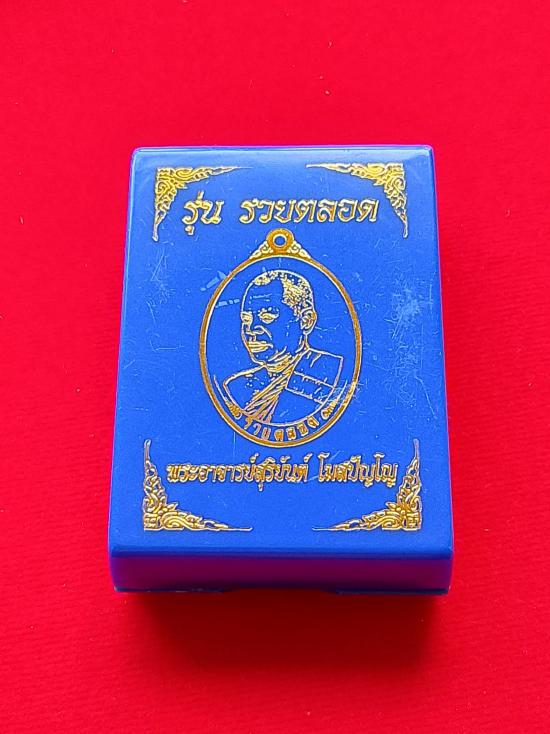 รุ่น รวยตลอด
รวยตลอด
พระอาจารย์สุริยันต์ โฆสปัญโญ